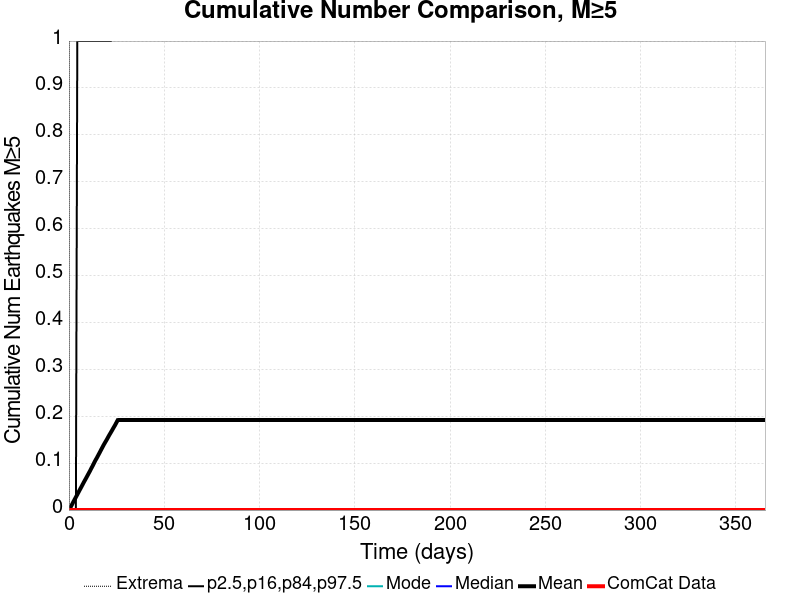 Cumulative Number Comparison, M≥5
Cumulative Num Earthquakes M≥5
1
0.9
0.8
0.7
0.6
0.5
0.4
0.3
0.2
0.1
0
0 50 100 150 200 250 300 350
Time (days)
Extrema p2.5,p16,p84,p97.5 Mode Median Mean ComCat Data